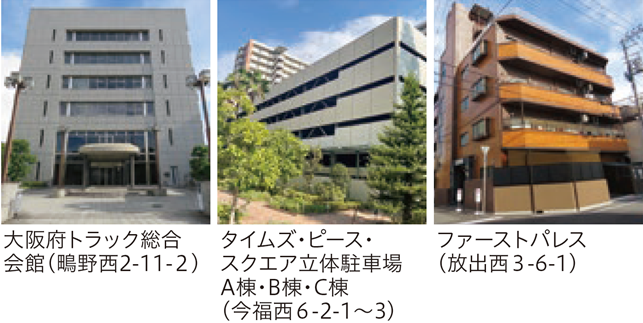 大阪府トラック総合
会館（鴫野西2-11-2）
タイムズ・ピース・
スクエア立体駐車場
A棟・B棟・C棟
（今福西6-2-1～3）
ファーストパレス
（放出西3-6-1）